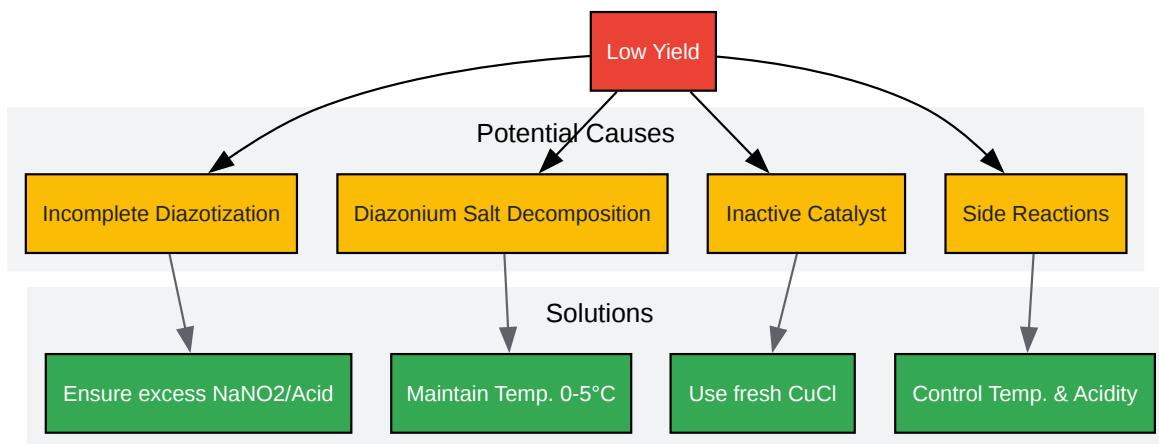 Low Yield
Potential Causes
Incomplete Diazotization
Diazonium Salt Decomposition
Inactive Catalyst
Side Reactions
Solutions
Ensure excess NaNO2/Acid
Maintain Temp. 0-5°C
Use fresh CuCl
Control Temp. & Acidity